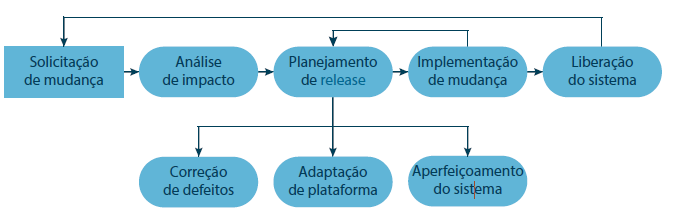 Solicitação
de mudança
Análise
de impacto
Planejamento
de release
Implementação
de mudança
Liberação
do sistema
Correção
de defeitos
Adaptação
de plataforma
Aperfeiçoamento
do sistema